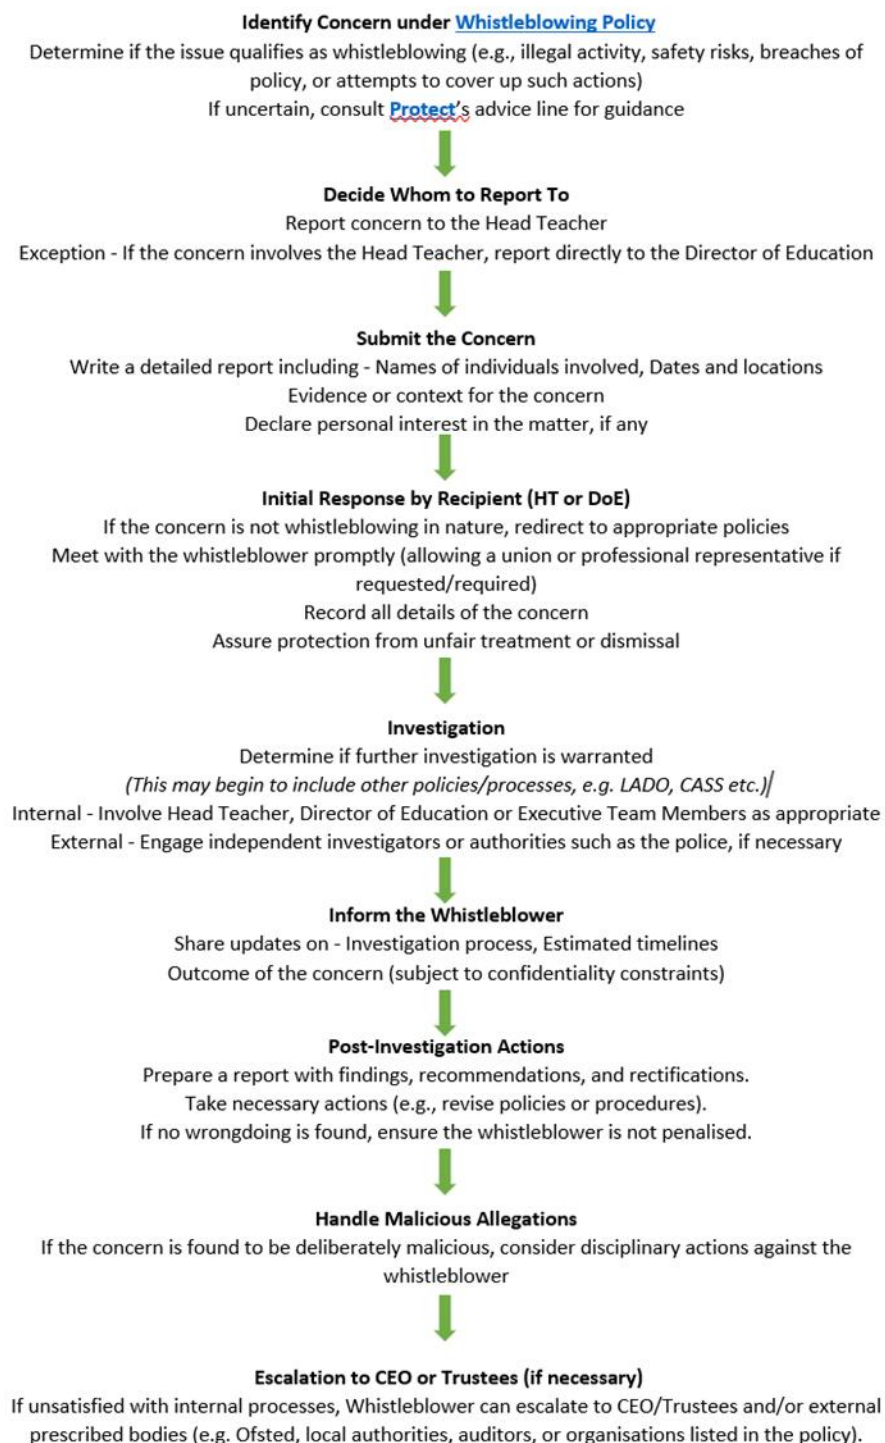 Identify Concern under Whistleblowing Policy
Determine if the issue qualifies as whistleblowing (e.g., illegal activity, safety risks, breaches of
policy, or attempts to cover up such actions)
If uncertain, consult Protect's advice line for guidance
Decide Whom to Report To
Report concern to the Head Teacher
Exception - If the concern involves the Head Teacher, report directly to the Director of Education
Submit the Concern
Write a detailed report including - Names of individuals involved, Dates and locations
Evidence or context for the concern
Declare personal interest in the matter, if any
Initial Response by Recipient (HT or DoE)
If the concern is not whistleblowing in nature, redirect to appropriate policies
Meet with the whistleblower promptly (allowing a union or professional representative if
requested/required)
Record all details of the concern
Assure protection from unfair treatment or dismissal
Investigation
Determine if further investigation is warranted
(This may begin to include other policies/processes, e.g. LADO, CASS etc.)
Internal - Involve Head Teacher, Director of Education or Executive Team Members as appropriate
External - Engage independent investigators or authorities such as the police, if necessary
Inform the Whistleblower
Share updates on - Investigation process, Estimated timelines
Outcome of the concern (subject to confidentiality constraints)
Post-Investigation Actions
Prepare a report with findings, recommendations, and rectifications.
Take necessary actions (e.g., revise policies or procedures).
If no wrongdoing is found, ensure the whistleblower is not penalised.
Handle Malicious Allegations
If the concern is found to be deliberately malicious, consider disciplinary actions against the
whistleblower
Escalation to CEO or Trustees (if necessary)
If unsatisfied with internal processes, Whistleblower can escalate to CEO/Trustees and/or external
prescribed bodies (e.g. Ofsted, local authorities, auditors, or organisations listed in the policy).